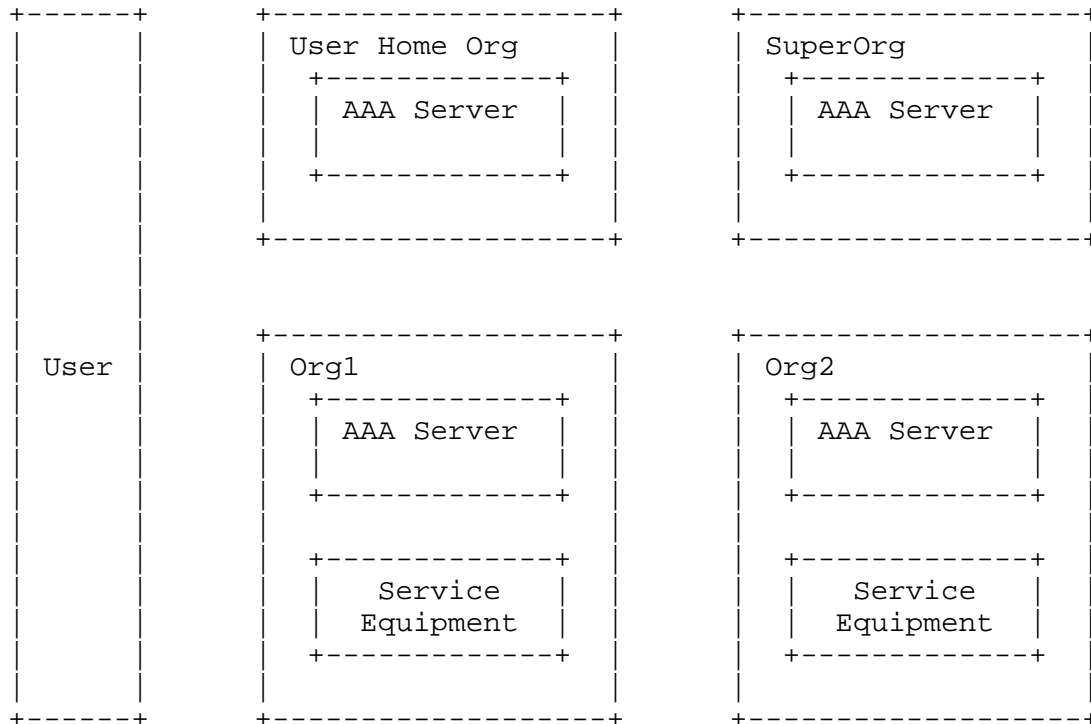 User Home Org
SuperOrg
AAA Server
AAA Server
User
Org1
Org2
AAA Server
AAA Server
Service
Equipment
Service
Equipment